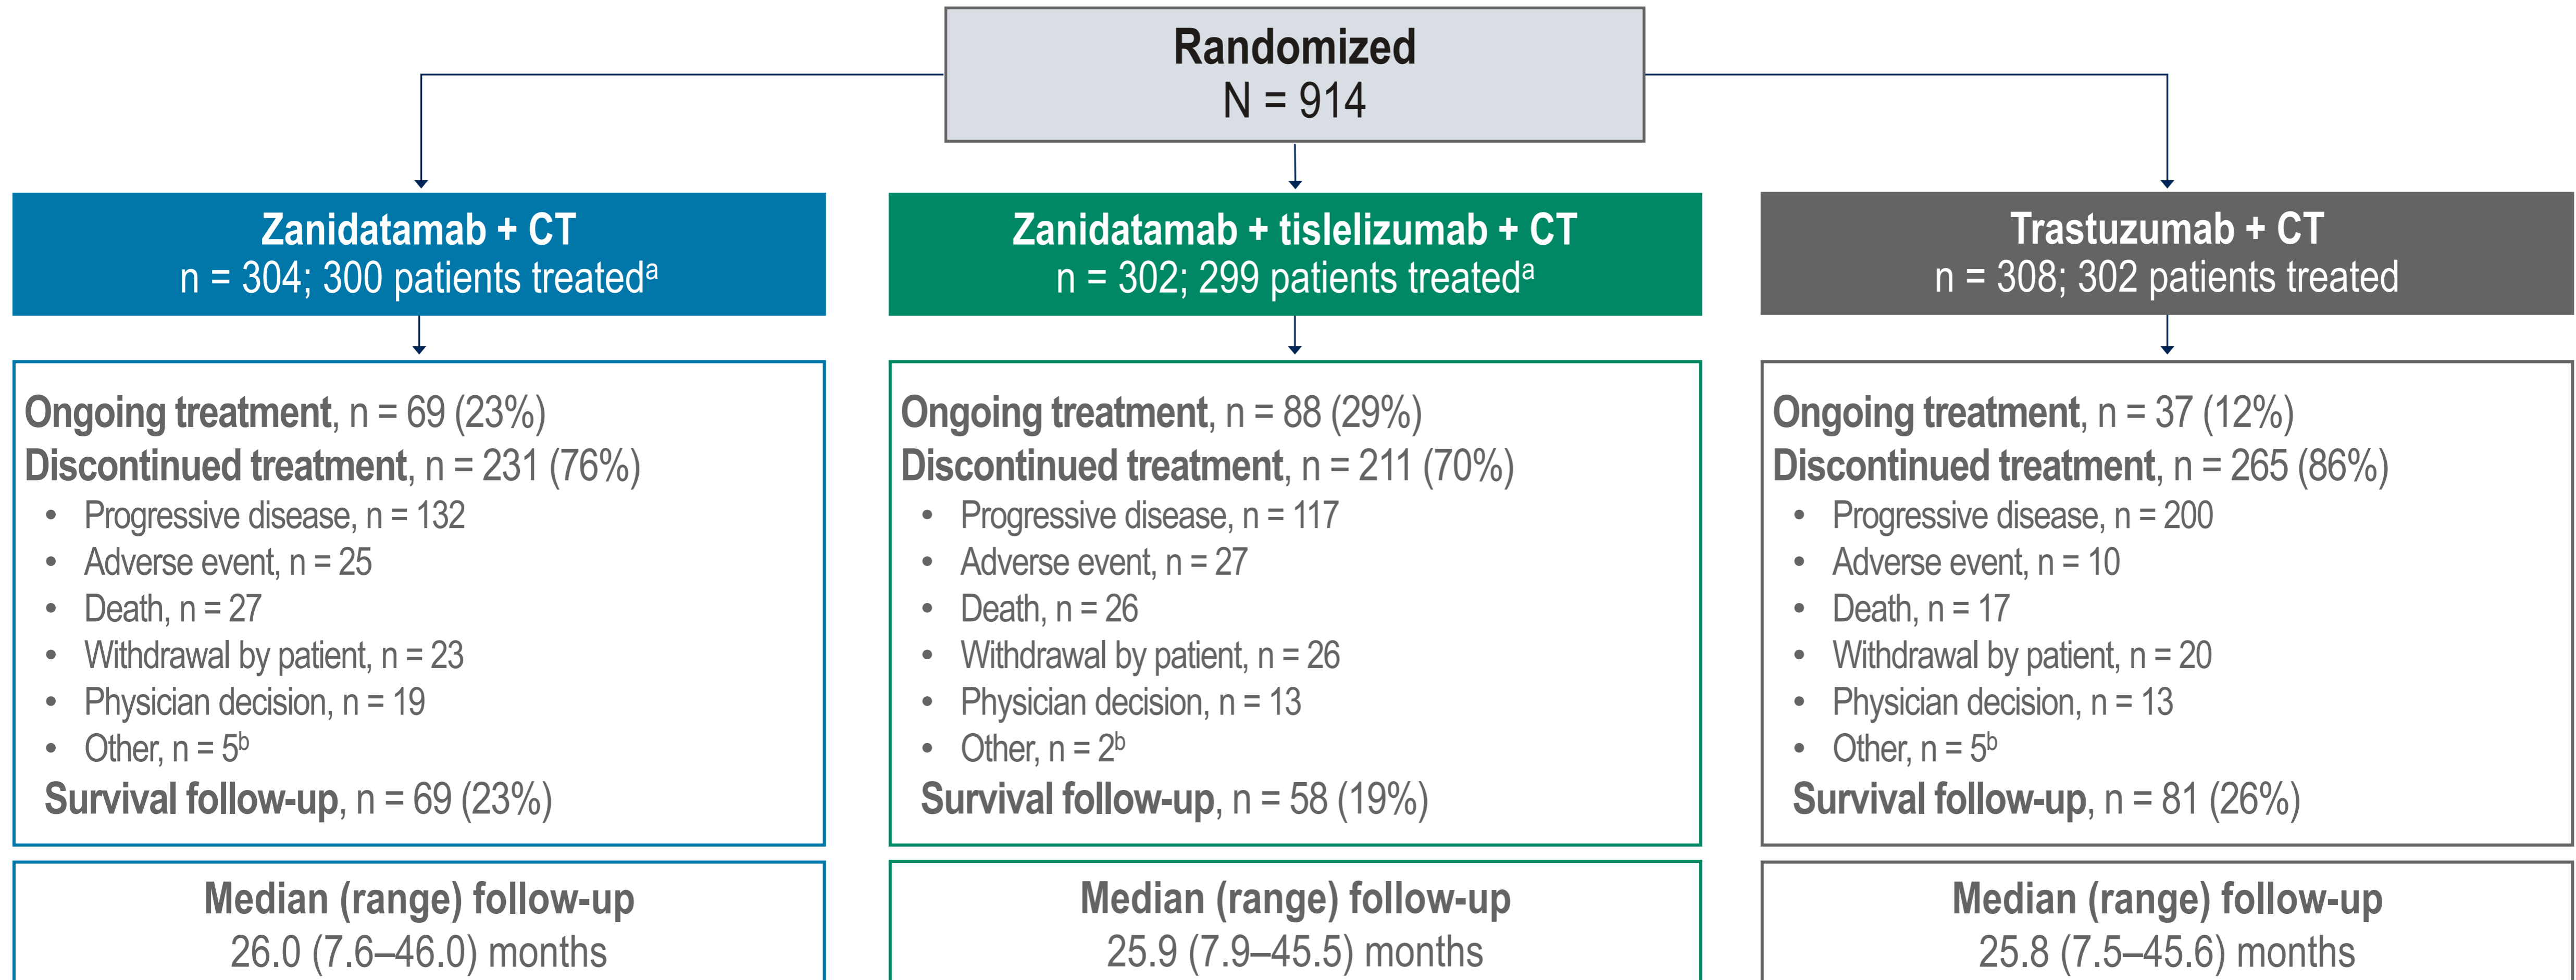 Randomized
N = 914
Zanidatamab + CT
n = 304; 300 patients treatedᵃ
Ongoing treatment, n = 69 (23%)
Discontinued treatment, n = 231 (76%)
• Progressive disease, n = 132
• Adverse event, n = 25
• Death, n = 27
• Withdrawal by patient, n = 23
• Physician decision, n = 19
• Other, n = 5ᵇ
Survival follow-up, n = 69 (23%)
Median (range) follow-up
26.0 (7.6–46.0) months
Zanidatamab + tislelizumab + CT
n = 302; 299 patients treatedᵃ
Ongoing treatment, n = 88 (29%)
Discontinued treatment, n = 211 (70%)
• Progressive disease, n = 117
• Adverse event, n = 27
• Death, n = 26
• Withdrawal by patient, n = 26
• Physician decision, n = 13
• Other, n = 2ᵇ
Survival follow-up, n = 58 (19%)
Median (range) follow-up
25.9 (7.9–45.5) months
Trastuzumab + CT
n = 308; 302 patients treated
Ongoing treatment, n = 37 (12%)
Discontinued treatment, n = 265 (86%)
• Progressive disease, n = 200
• Adverse event, n = 10
• Death, n = 17
• Withdrawal by patient, n = 20
• Physician decision, n = 13
• Other, n = 5ᵇ
Survival follow-up, n = 81 (26%)
Median (range) follow-up
25.8 (7.5–45.6) months